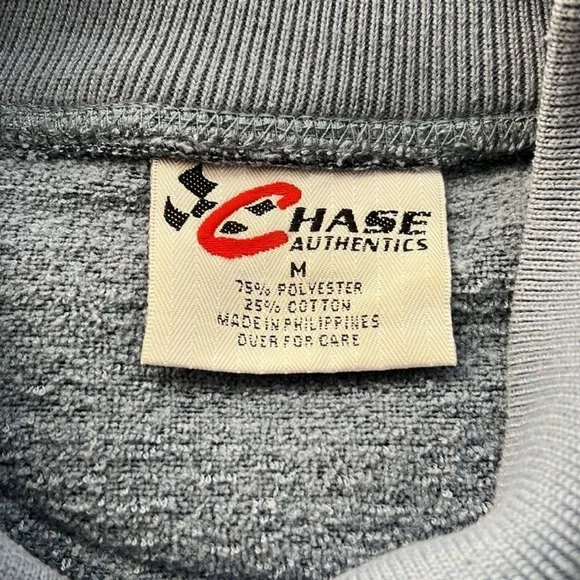 CHASE
AUTHENTICS
M
75% POLYESTER
25% COTTON
MADE IN PHILIPPINES
OVER FOR CARE